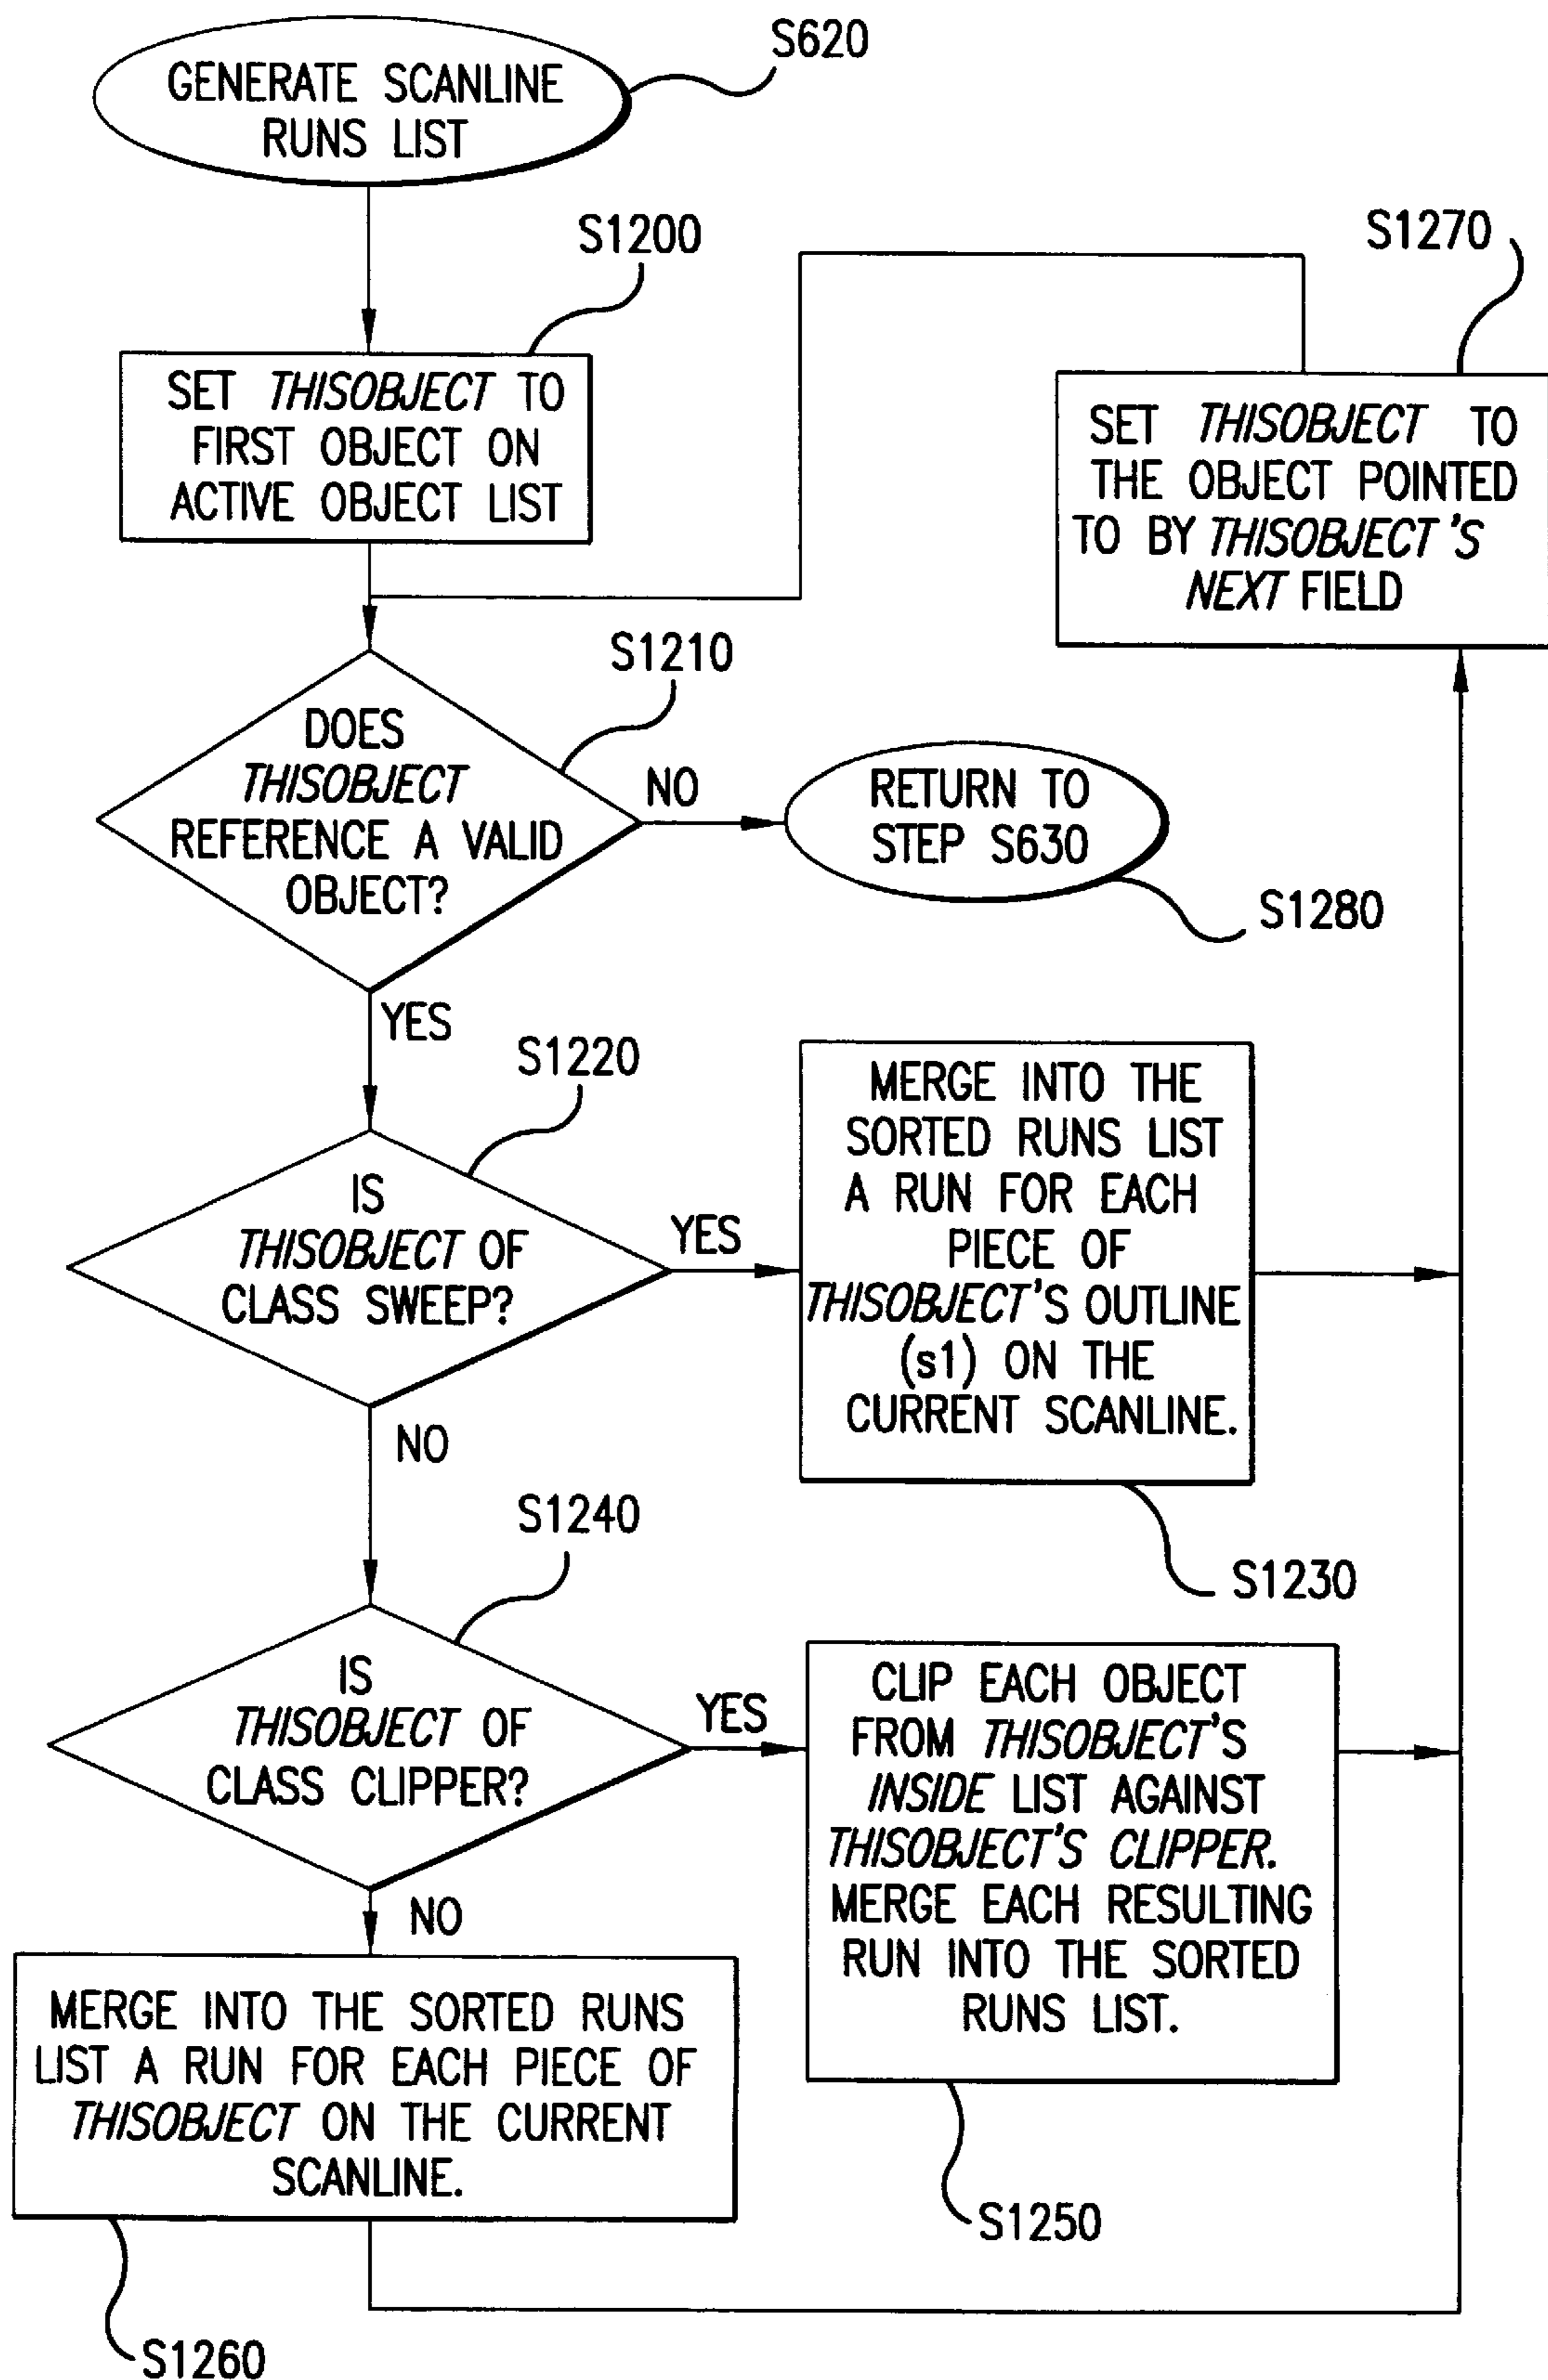 GENERATE SCANLINE
RUNS LIST
S620
S1200
SET THISOBJECT TO
FIRST OBJECT ON
ACTIVE OBJECT LIST
S1270
SET THISOBJECT TO
THE OBJECT POINTED
TO BY THISOBJECT'S
NEXT FIELD
S1210
DOES
THISOBJECT
REFERENCE A VALID
OBJECT?
NO
RETURN TO
STEP S630
S1280
YES
S1220
IS
THISOBJECT OF
CLASS SWEEP?
YES
MERGE INTO THE
SORTED RUNS LIST
A RUN FOR EACH
PIECE OF
THISOBJECT'S OUTLINE
(s1) ON THE
CURRENT SCANLINE.
S1230
NO
S1240
IS
THISOBJECT OF
CLASS CLIPPER?
YES
CLIP EACH OBJECT
FROM THISOBJECT'S
INSIDE LIST AGAINST
THISOBJECT'S CLIPPER.
MERGE EACH RESULTING
RUN INTO THE SORTED
RUNS LIST.
S1250
NO
MERGE INTO THE SORTED RUNS
LIST A RUN FOR EACH PIECE OF
THISOBJECT ON THE CURRENT
SCANLINE.
S1260